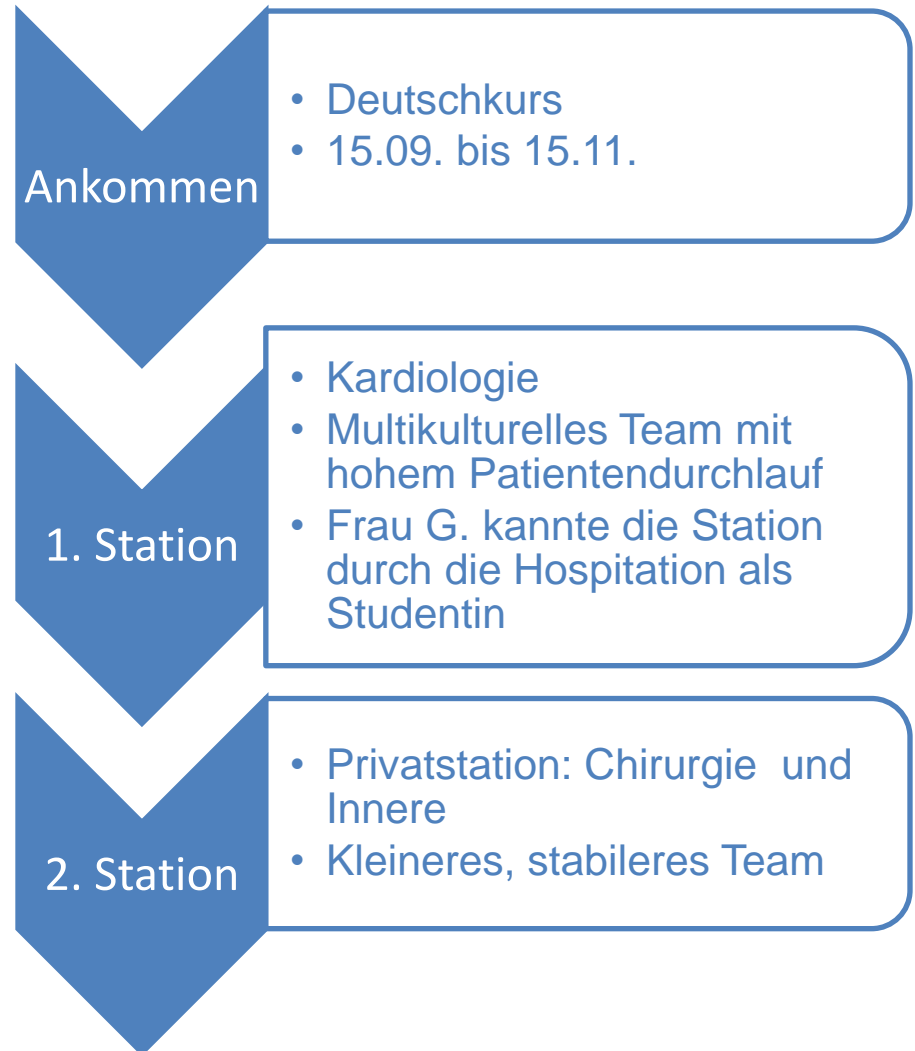 Ankommen
• Deutschkurs
• 15.09. bis 15.11.
1. Station
• Kardiologie
• Multikulturelles Team mit
hohem Patientendurchlauf
• Frau G. kannte die Station
durch die Hospitation als
Studentin
2. Station
• Privatstation: Chirurgie und
Innere
• Kleineres, stabileres Team